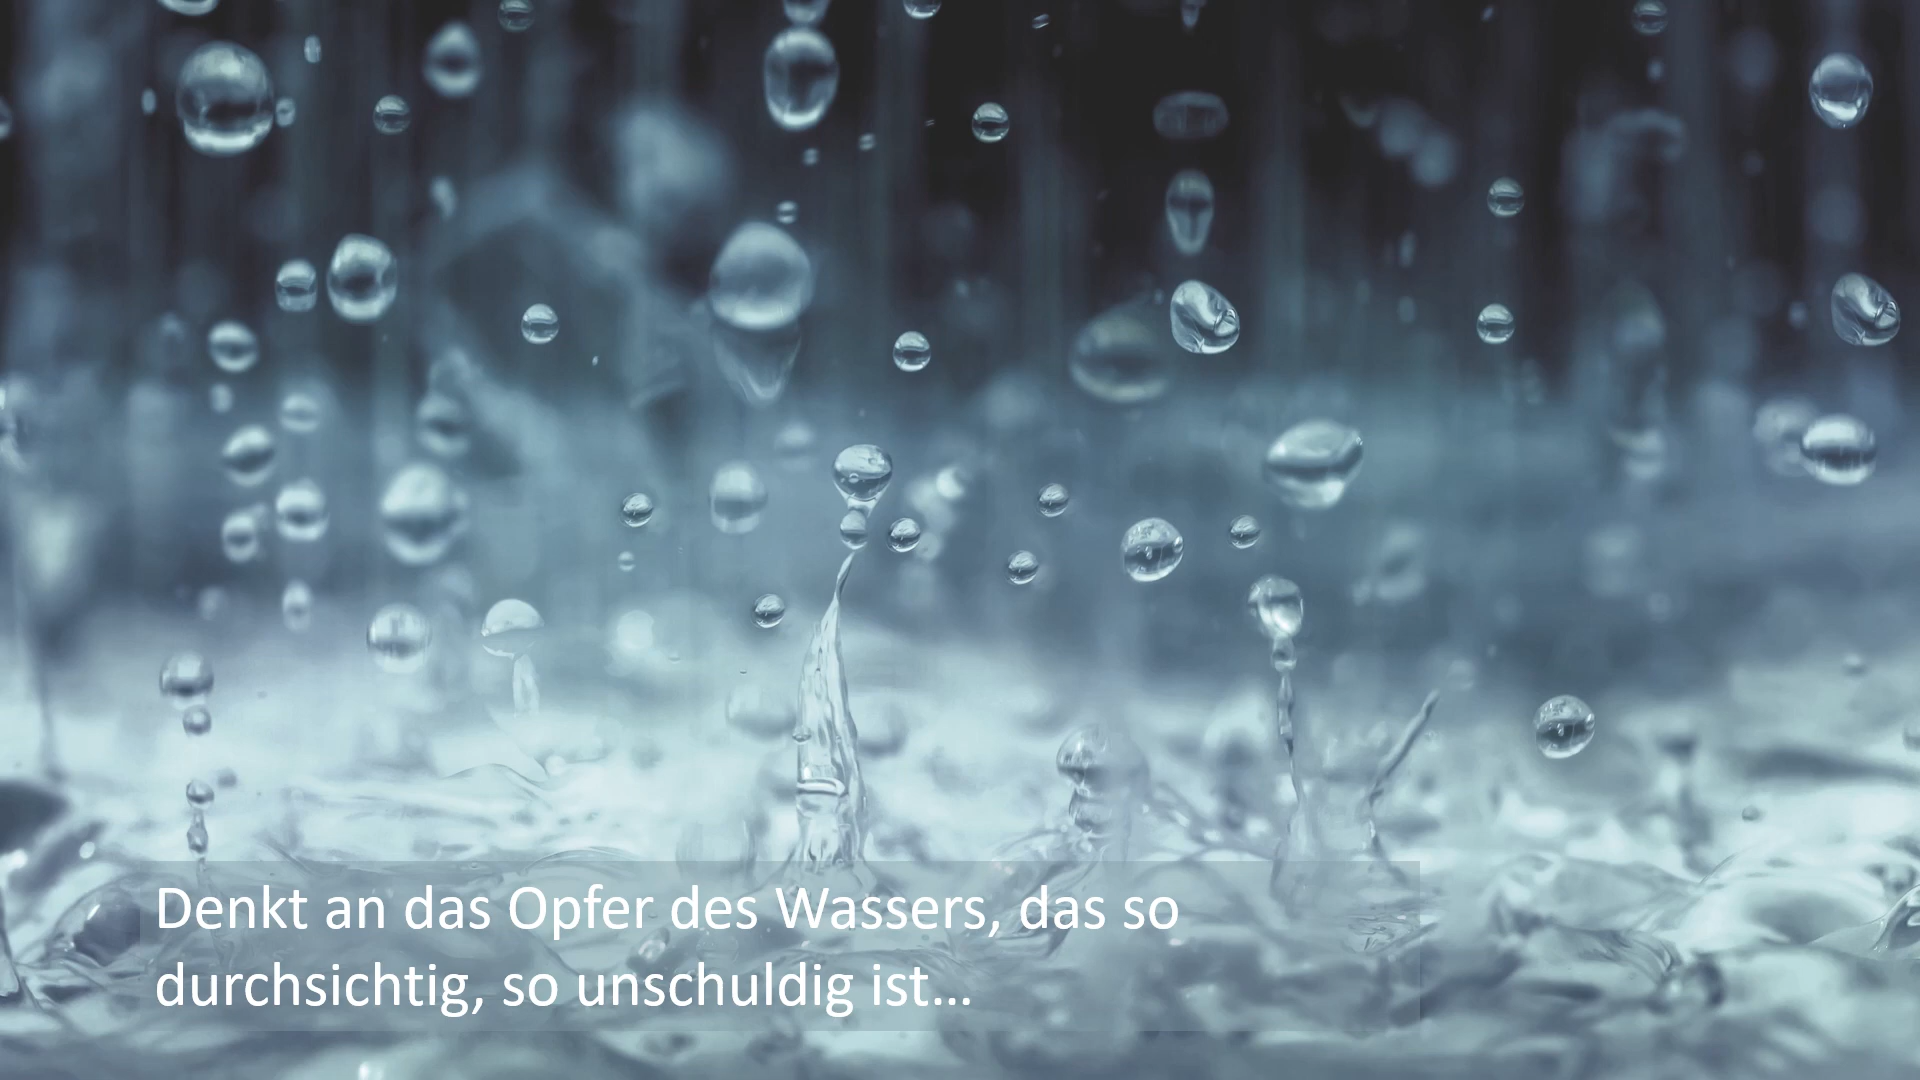 Denkt an das Opfer des Wassers, das so
durchsichtig, so unschuldig ist…